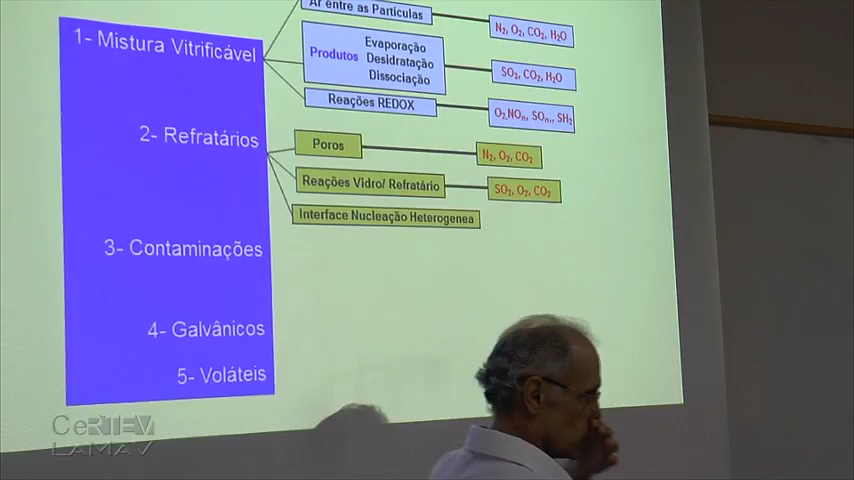 Ar entre as Particulas
N2, O2, CO2, H2O
1- Mistura Vitrificável
Produtos
Evaporação
Desidratação
Dissociação
SO3, CO2, H2O
Reações REDOX
O2,NOn, SOn,, SH2
2- Refratários
Poros
N2, O2, CO2
Reações Vidro/ Refratário
SO2, O2, CO2
Interface Nucleação Heterogenea
3- Contaminações
4- Galvânicos
5- Voláteis
CeRTEV
LAMAV